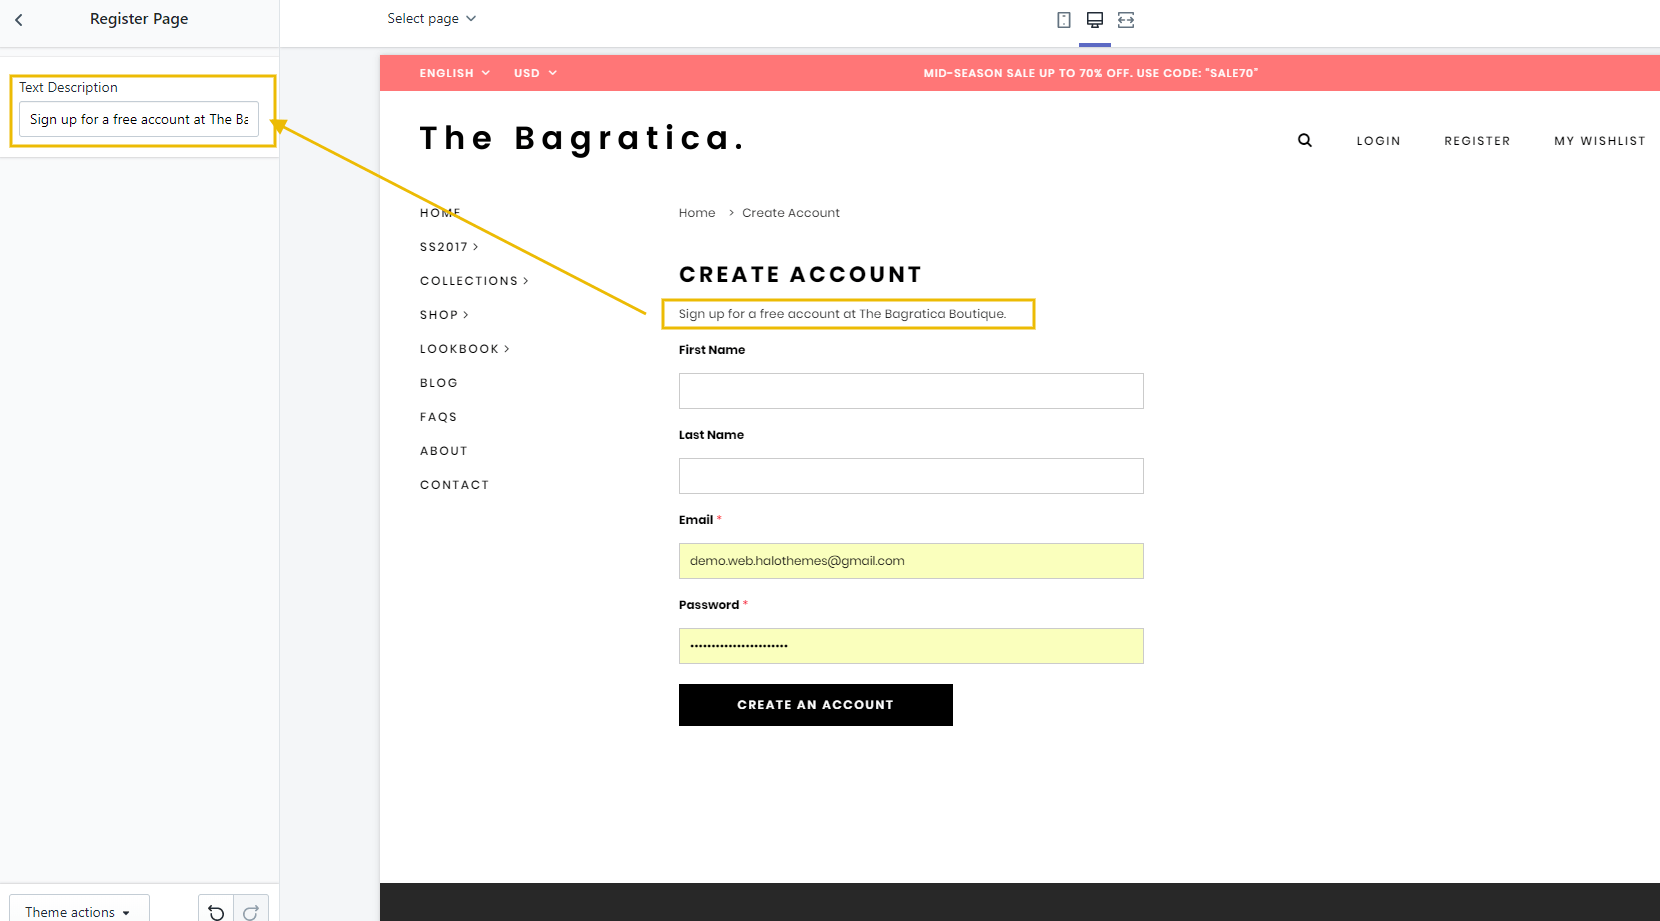 Register Page
Select page
Text Description
Sign up for a free account at The Ba
ENGLISH
USD
MID-SEASON SALE UP TO 70% OFF. USE CODE: "SALE70"
The Bagratica.
LOGIN
REGISTER
MY WISHLIST
HOME
SS2017 >
COLLECTIONS >
SHOP >
LOOKBOOK >
BLOG
FAQS
ABOUT
CONTACT
Home > Create Account
CREATE ACCOUNT
Sign up for a free account at The Bagratica Boutique.
First Name
Last Name
Email *
demo.web.halothemes@gmail.com
Password *
CREATE AN ACCOUNT
Theme actions